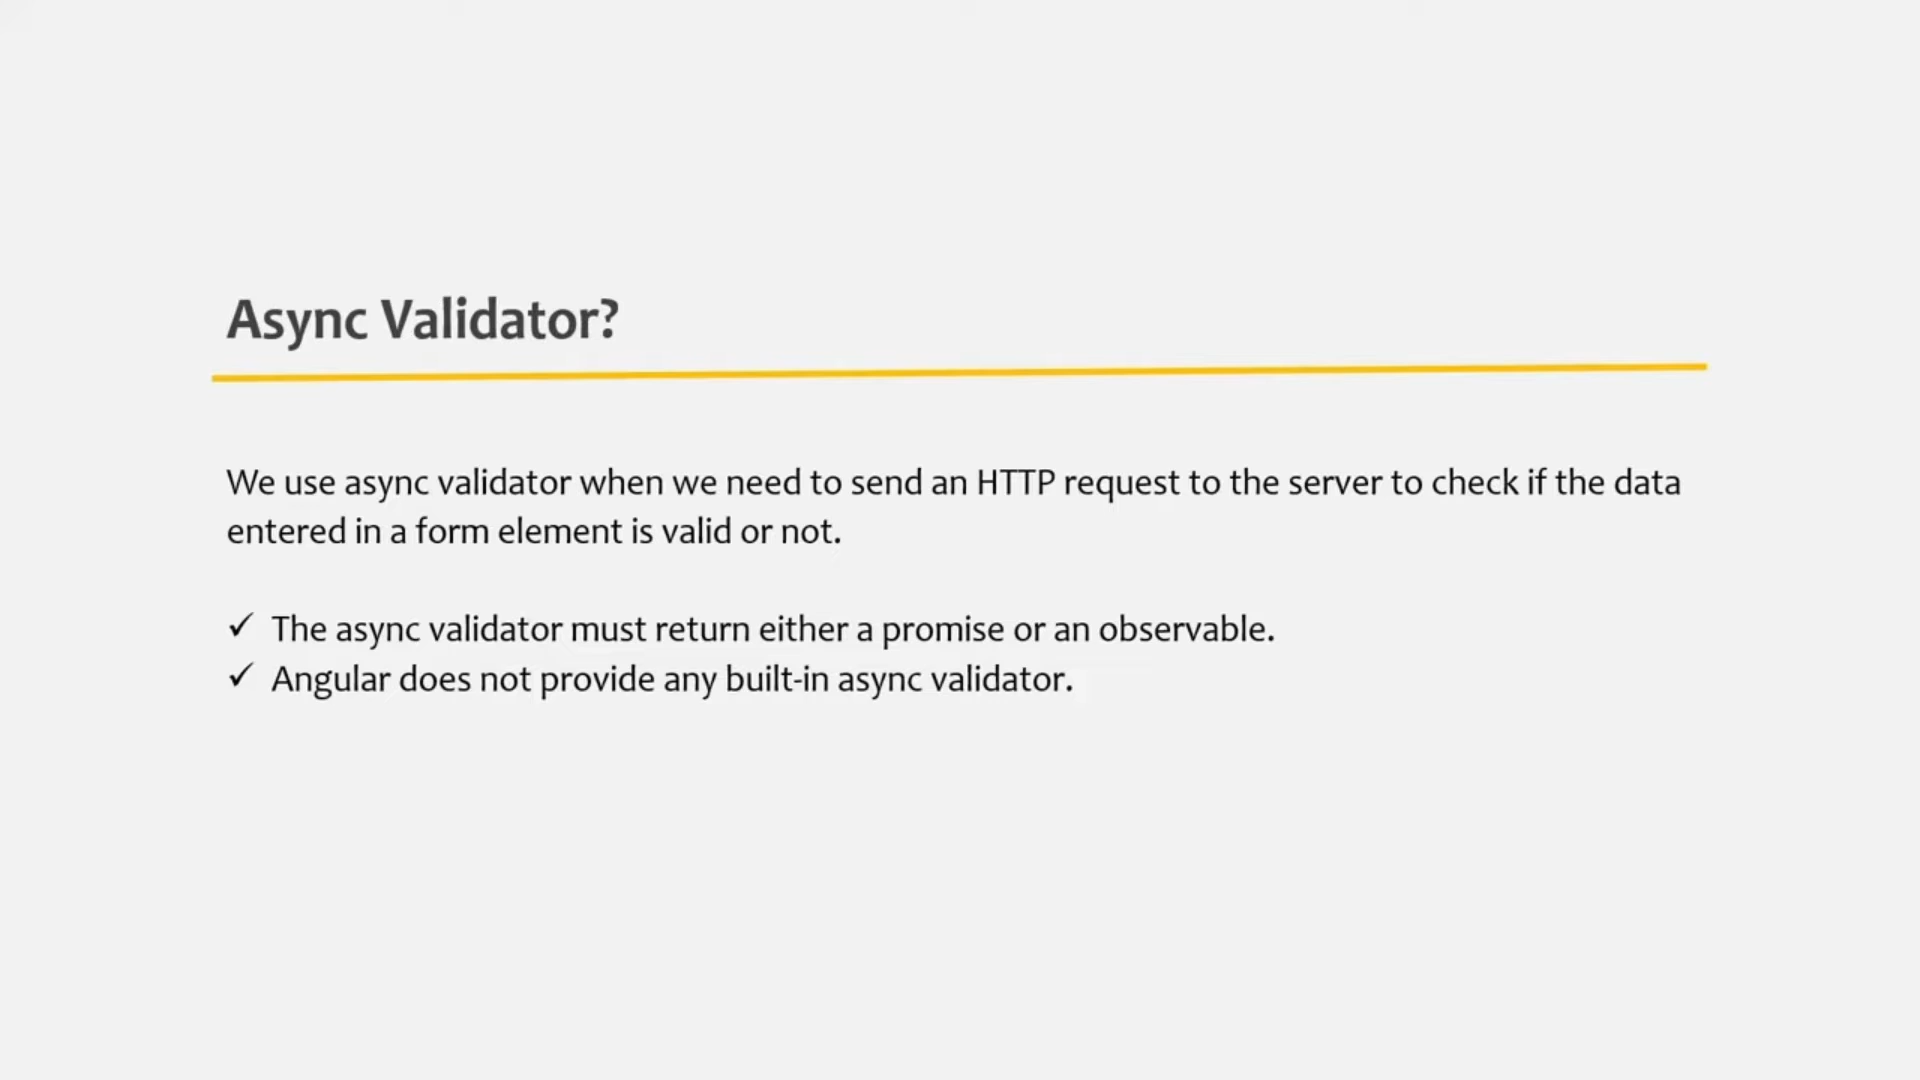 Async Validator?
We use async validator when we need to send an HTTP request to the server to check if the data
entered in a form element is valid or not.
✓ The async validator must return either a promise or an observable.
✓ Angular does not provide any built-in async validator.